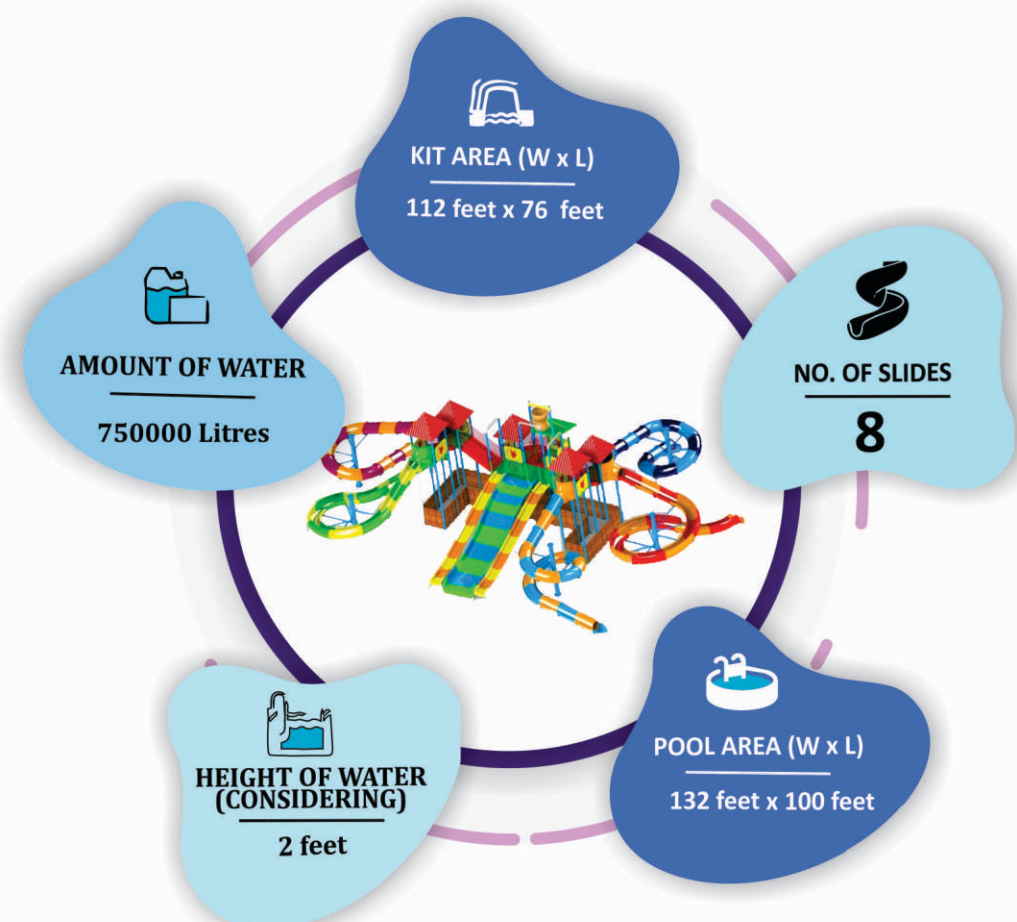 KIT AREA (W x L)
112 feet x 76 feet
AMOUNT OF WATER
750000 Litres
NO. OF SLIDES
8
HEIGHT OF WATER
(CONSIDERING)
2 feet
POOL AREA (W x L)
132 feet x 100 feet